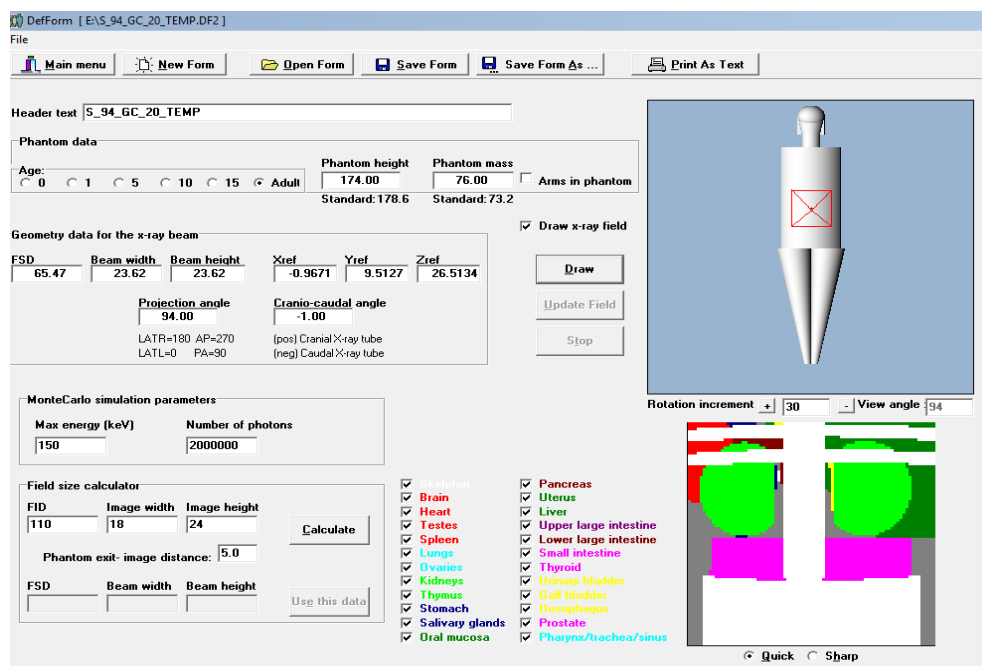 DefForm [ E:\S_94_GC_20_TEMP.DF2 ]
File
Main menu New Form Open Form Save Form Save Form As ... Print As Text
Header text S_94_GC_20_TEMP
Phantom data
Age:
0 1 5 10 15 Adult
Phantom height Phantom mass
174.00 76.00 Arms in phantom
Standard: 178.6 Standard: 73.2
Draw x-ray field
Geometry data for the x-ray beam
FSD Beam width Beam height Xref Yref Zref
65.47 23.62 23.62 -0.9671 9.5127 26.5134
Draw
Projection angle Cranio-caudal angle
94.00 -1.00
Update Field
LATR=180 AP=270 (pos) Cranial X-ray tube
LATL=0 PA=90 (neg) Caudal X-ray tube
Stop
MonteCarlo simulation parameters
Max energy (keV) Number of photons
150 2000000
Rotation increment + 30 - View angle : 94
Field size calculator
FID Image width Image height
110 18 24
Calculate
Phantom exit- image distance: 5.0
FSD Beam width Beam height
Use this data
Skeleton
Brain
Heart
Testes
Spleen
Lungs
Ovaries
Kidneys
Thymus
Stomach
Salivary glands
Oral mucosa
Pancreas
Uterus
Liver
Upper large intestine
Lower large intestine
Small intestine
Thyroid
Urinary bladder
Gall bladder
Oesophagus
Prostate
Pharynx/trachea/sinus
Quick Sharp